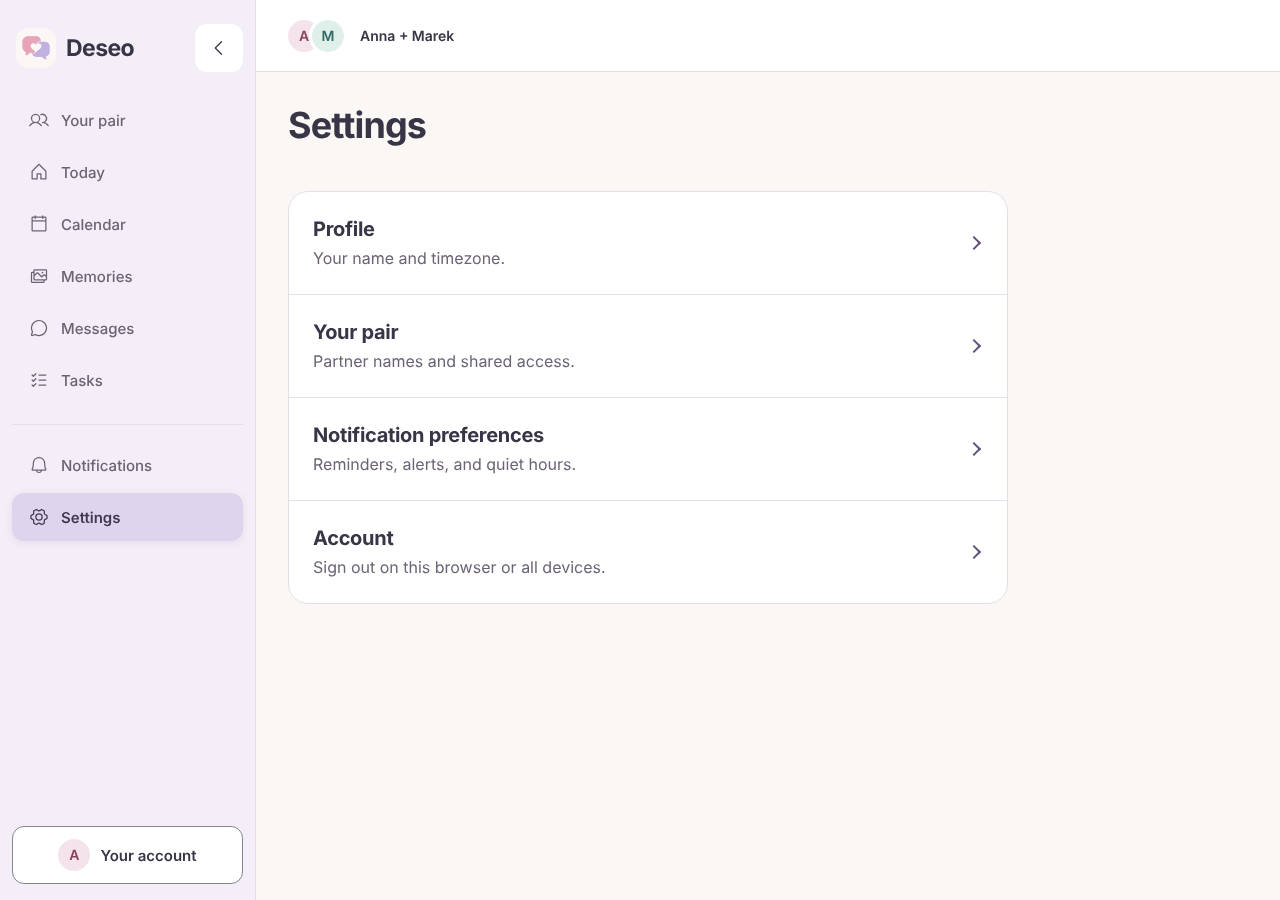 Deseo
Your pair
Today
Calendar
Memories
Messages
Tasks
Notifications
Settings
A Your account
A M Anna + Marek
Settings
Profile
Your name and timezone.
Your pair
Partner names and shared access.
Notification preferences
Reminders, alerts, and quiet hours.
Account
Sign out on this browser or all devices.